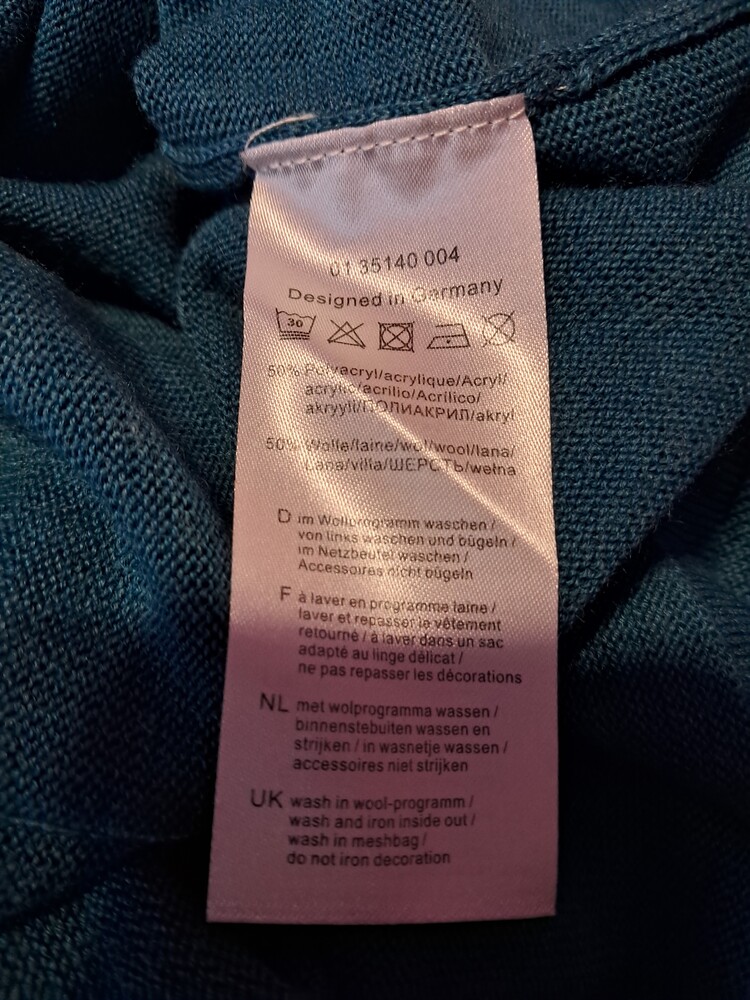 01 35140 004
Designed in Germany
30
50% Polyacryl/acrylique/Acryl/
acrylic/acrilio/Acrilico/
akryyli/ПОЛИАКРИЛ/akryl
50% Wolle/laine/wol/wool/lana/
Lana/villa/ШЕРСТЬ/wełna
D im Wollprogramm waschen /
von links waschen und bügeln /
im Netzbeutel waschen /
Accessoires nicht bügeln
F à laver en programme laine /
laver et repasser le vêtement
retourné / à laver dans un sac
adapté au linge délicat /
ne pas repasser les décorations
NL met wolprogramma wassen /
binnenstebuiten wassen en
strijken / in wasnetje wassen /
accessoires niet strijken
UK wash in wool-programm /
wash and iron inside out /
wash in meshbag /
do not iron decoration